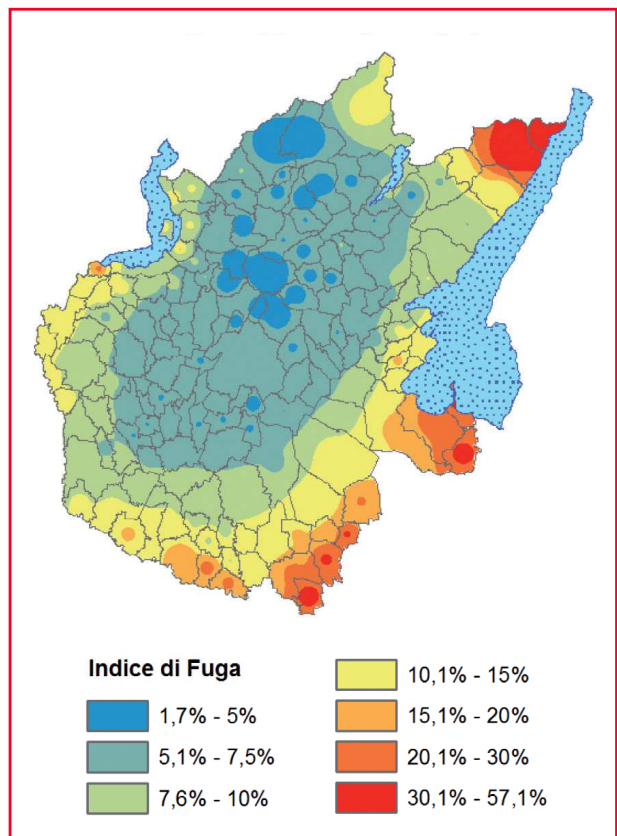 Indice di Fuga
1,7% - 5%
5,1% - 7,5%
7,6% - 10%
10,1% - 15%
15,1% - 20%
20,1% - 30%
30,1% - 57,1%